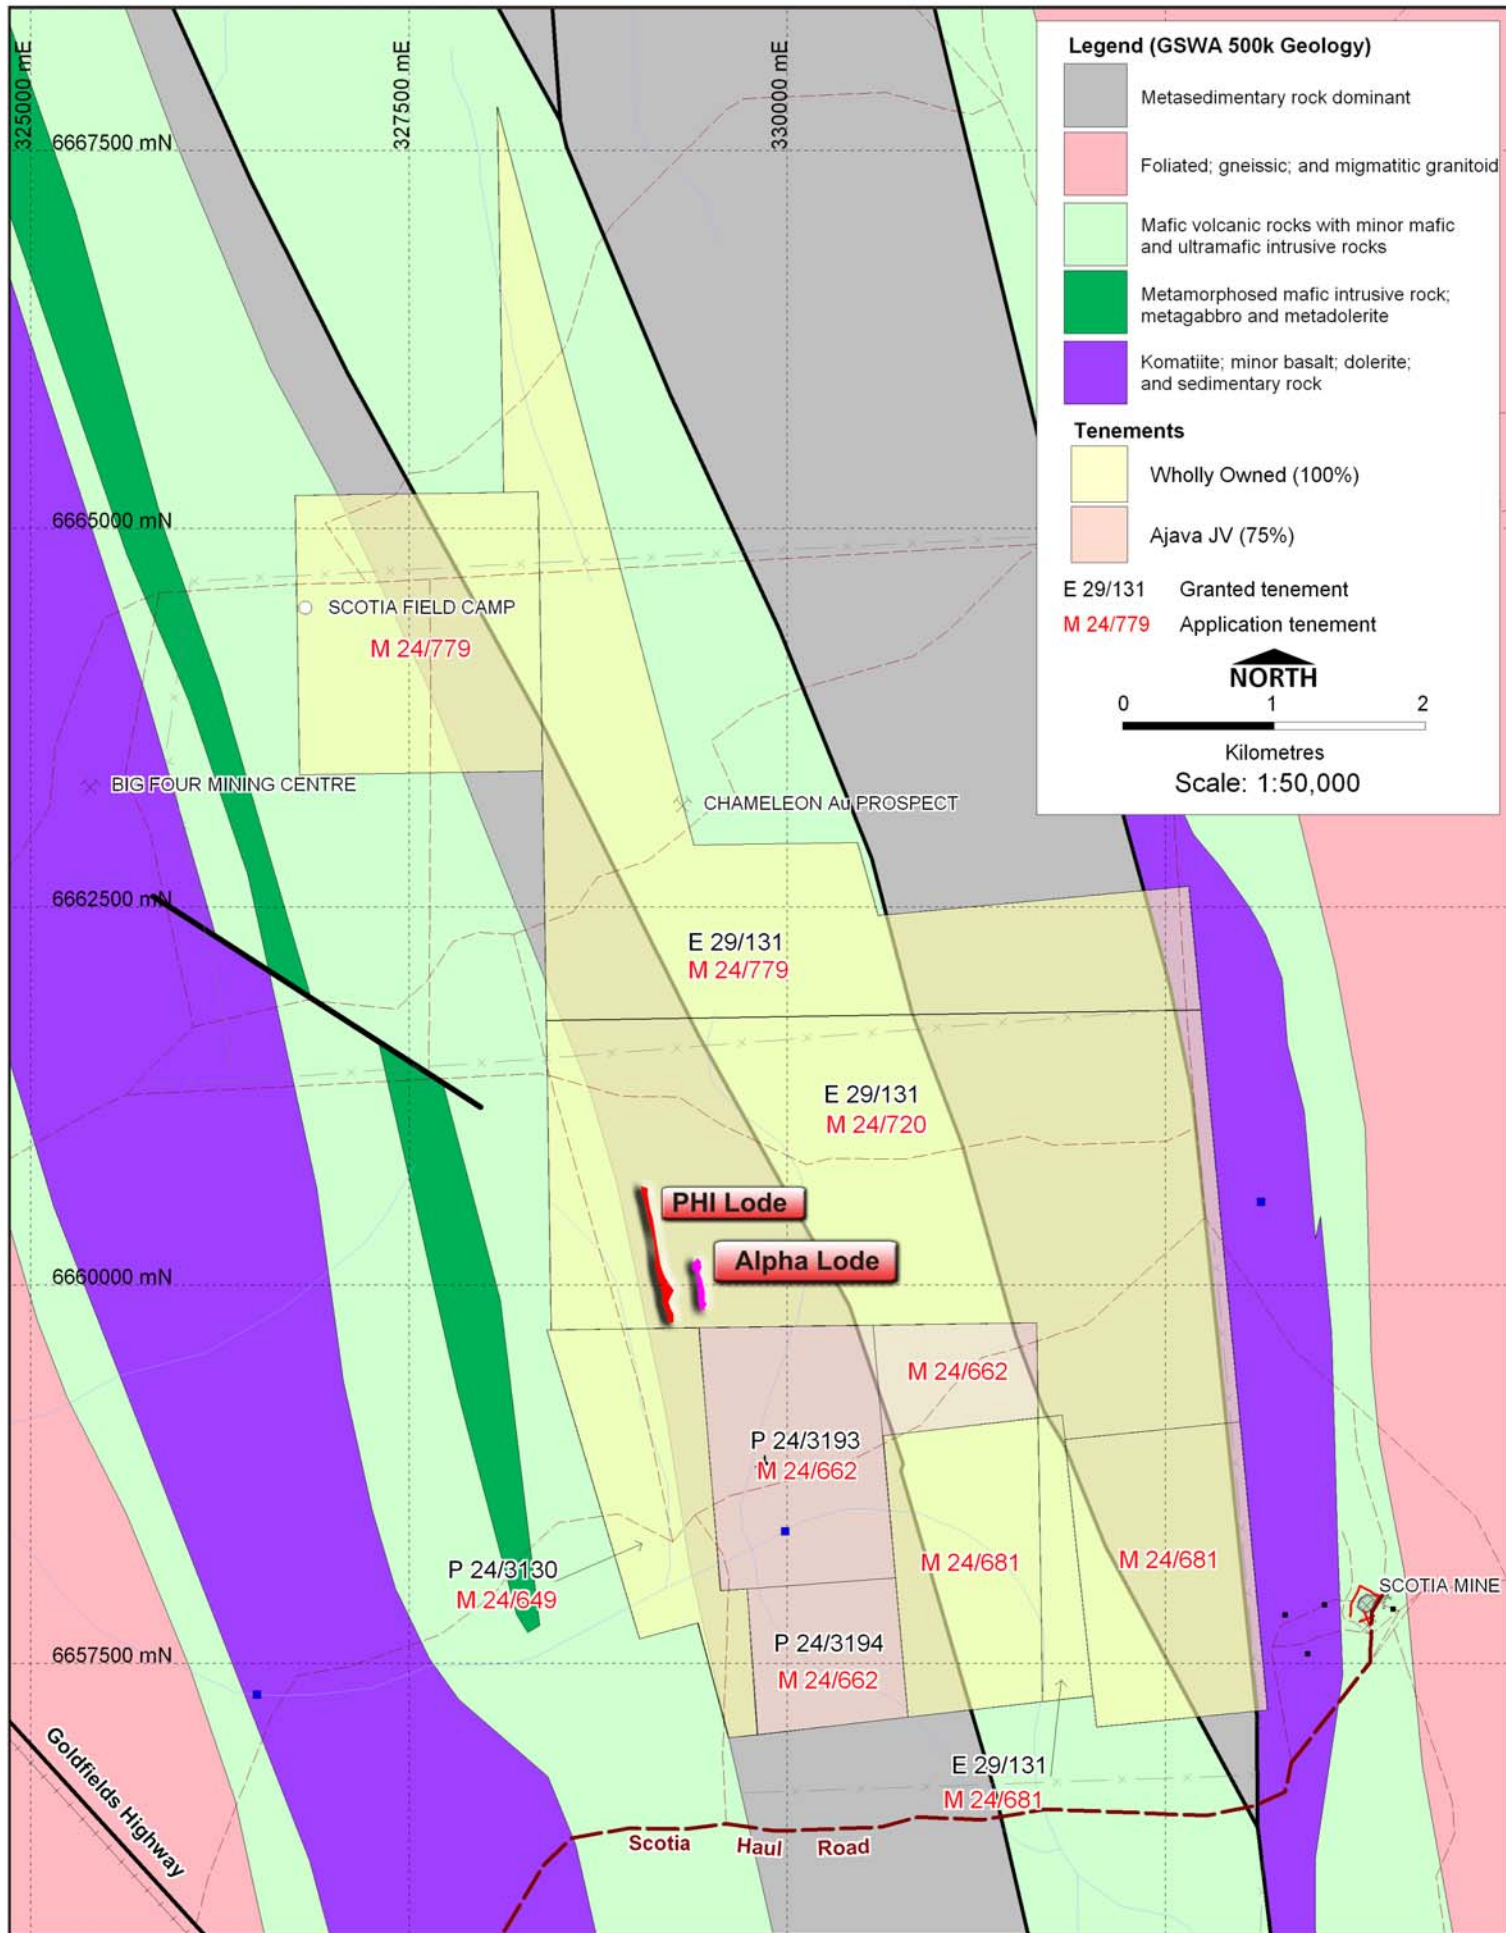 325000 mE
327500 mE
330000 mE
6667500 mN
6665000 mN
6662500 mN
6660000 mN
6657500 mN
Legend (GSWA 500k Geology)
Metasedimentary rock dominant
Foliated; gneissic; and migmatitic granitoid
Mafic volcanic rocks with minor mafic
and ultramafic intrusive rocks
Metamorphosed mafic intrusive rock;
metagabbro and metadolerite
Komatiite; minor basalt; dolerite;
and sedimentary rock
Tenements
Wholly Owned (100%)
Ajava JV (75%)
E 29/131 Granted tenement
M 24/779 Application tenement
NORTH
0 1 2
Kilometres
Scale: 1:50,000
SCOTIA FIELD CAMP
M 24/779
BIG FOUR MINING CENTRE
CHAMELEON Au PROSPECT
E 29/131
M 24/779
E 29/131
M 24/720
PHI Lode
Alpha Lode
M 24/662
P 24/3193
M 24/662
P 24/3130
M 24/649
M 24/681
M 24/681
SCOTIA MINE
P 24/3194
M 24/662
E 29/131
M 24/681
Goldfields Highway
Scotia Haul Road